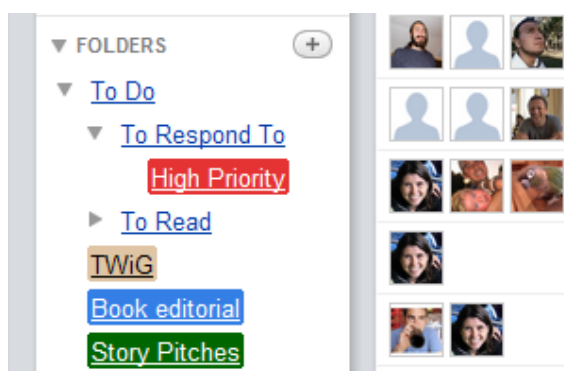 FOLDERS
To Do
To Respond To
High Priority
To Read
TWiG
Book editorial
Story Pitches